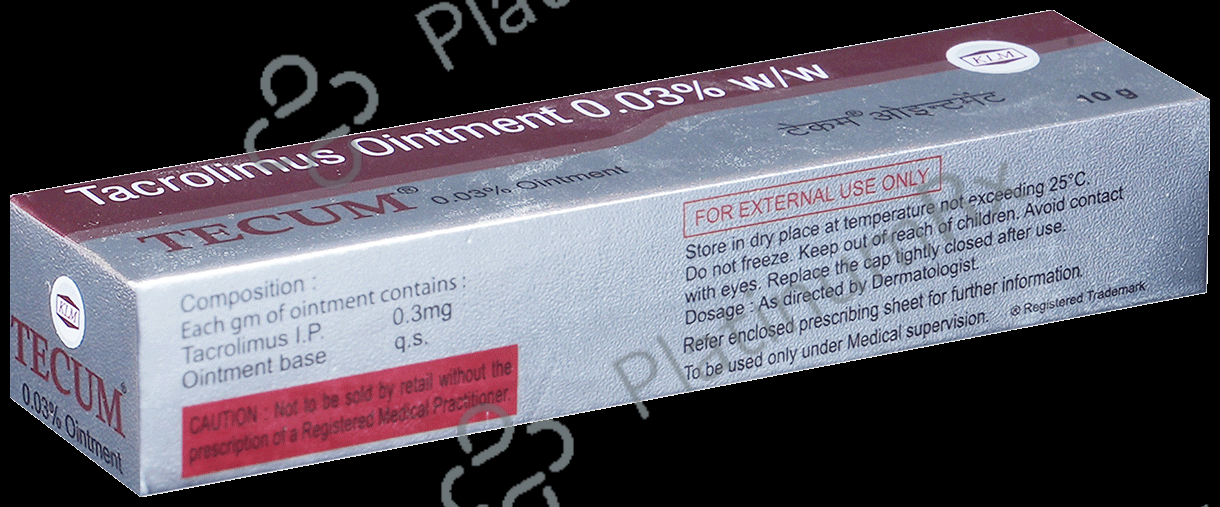 Tacrolimus Ointment 0.03% w/w
KLM
TECUM® 0.03% Ointment
टेकम® ओइन्टमेंट
10 g
KLM
TECUM®
0.03% Ointment
Composition :
Each gm of ointment contains :
Tacrolimus I.P. 0.3mg
Ointment base q.s.
CAUTION : Not to be sold by retail without the
prescription of a Registered Medical Practitioner.
FOR EXTERNAL USE ONLY
Store in dry place at temperature not exceeding 25°C.
Do not freeze. Keep out of reach of children. Avoid contact
with eyes. Replace the cap tightly closed after use.
Dosage : As directed by Dermatologist.
Refer enclosed prescribing sheet for further information.
To be used only under Medical supervision.
® Registered Trademark
Plat
Platinum Rx
Plat